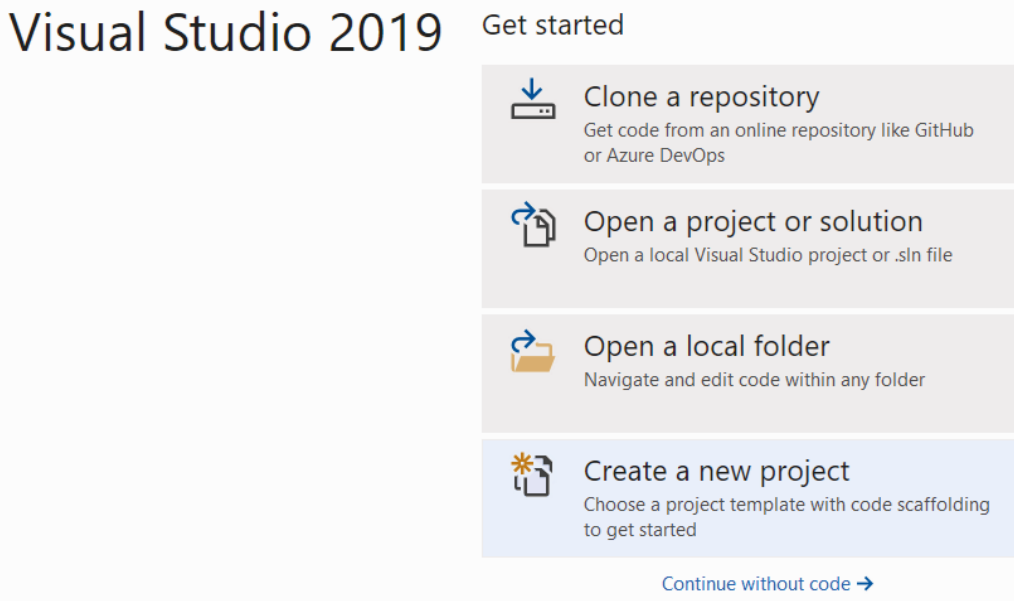 Visual Studio 2019
Get started
Clone a repository
Get code from an online repository like GitHub
or Azure DevOps
Open a project or solution
Open a local Visual Studio project or .sln file
Open a local folder
Navigate and edit code within any folder
Create a new project
Choose a project template with code scaffolding
to get started
Continue without code →